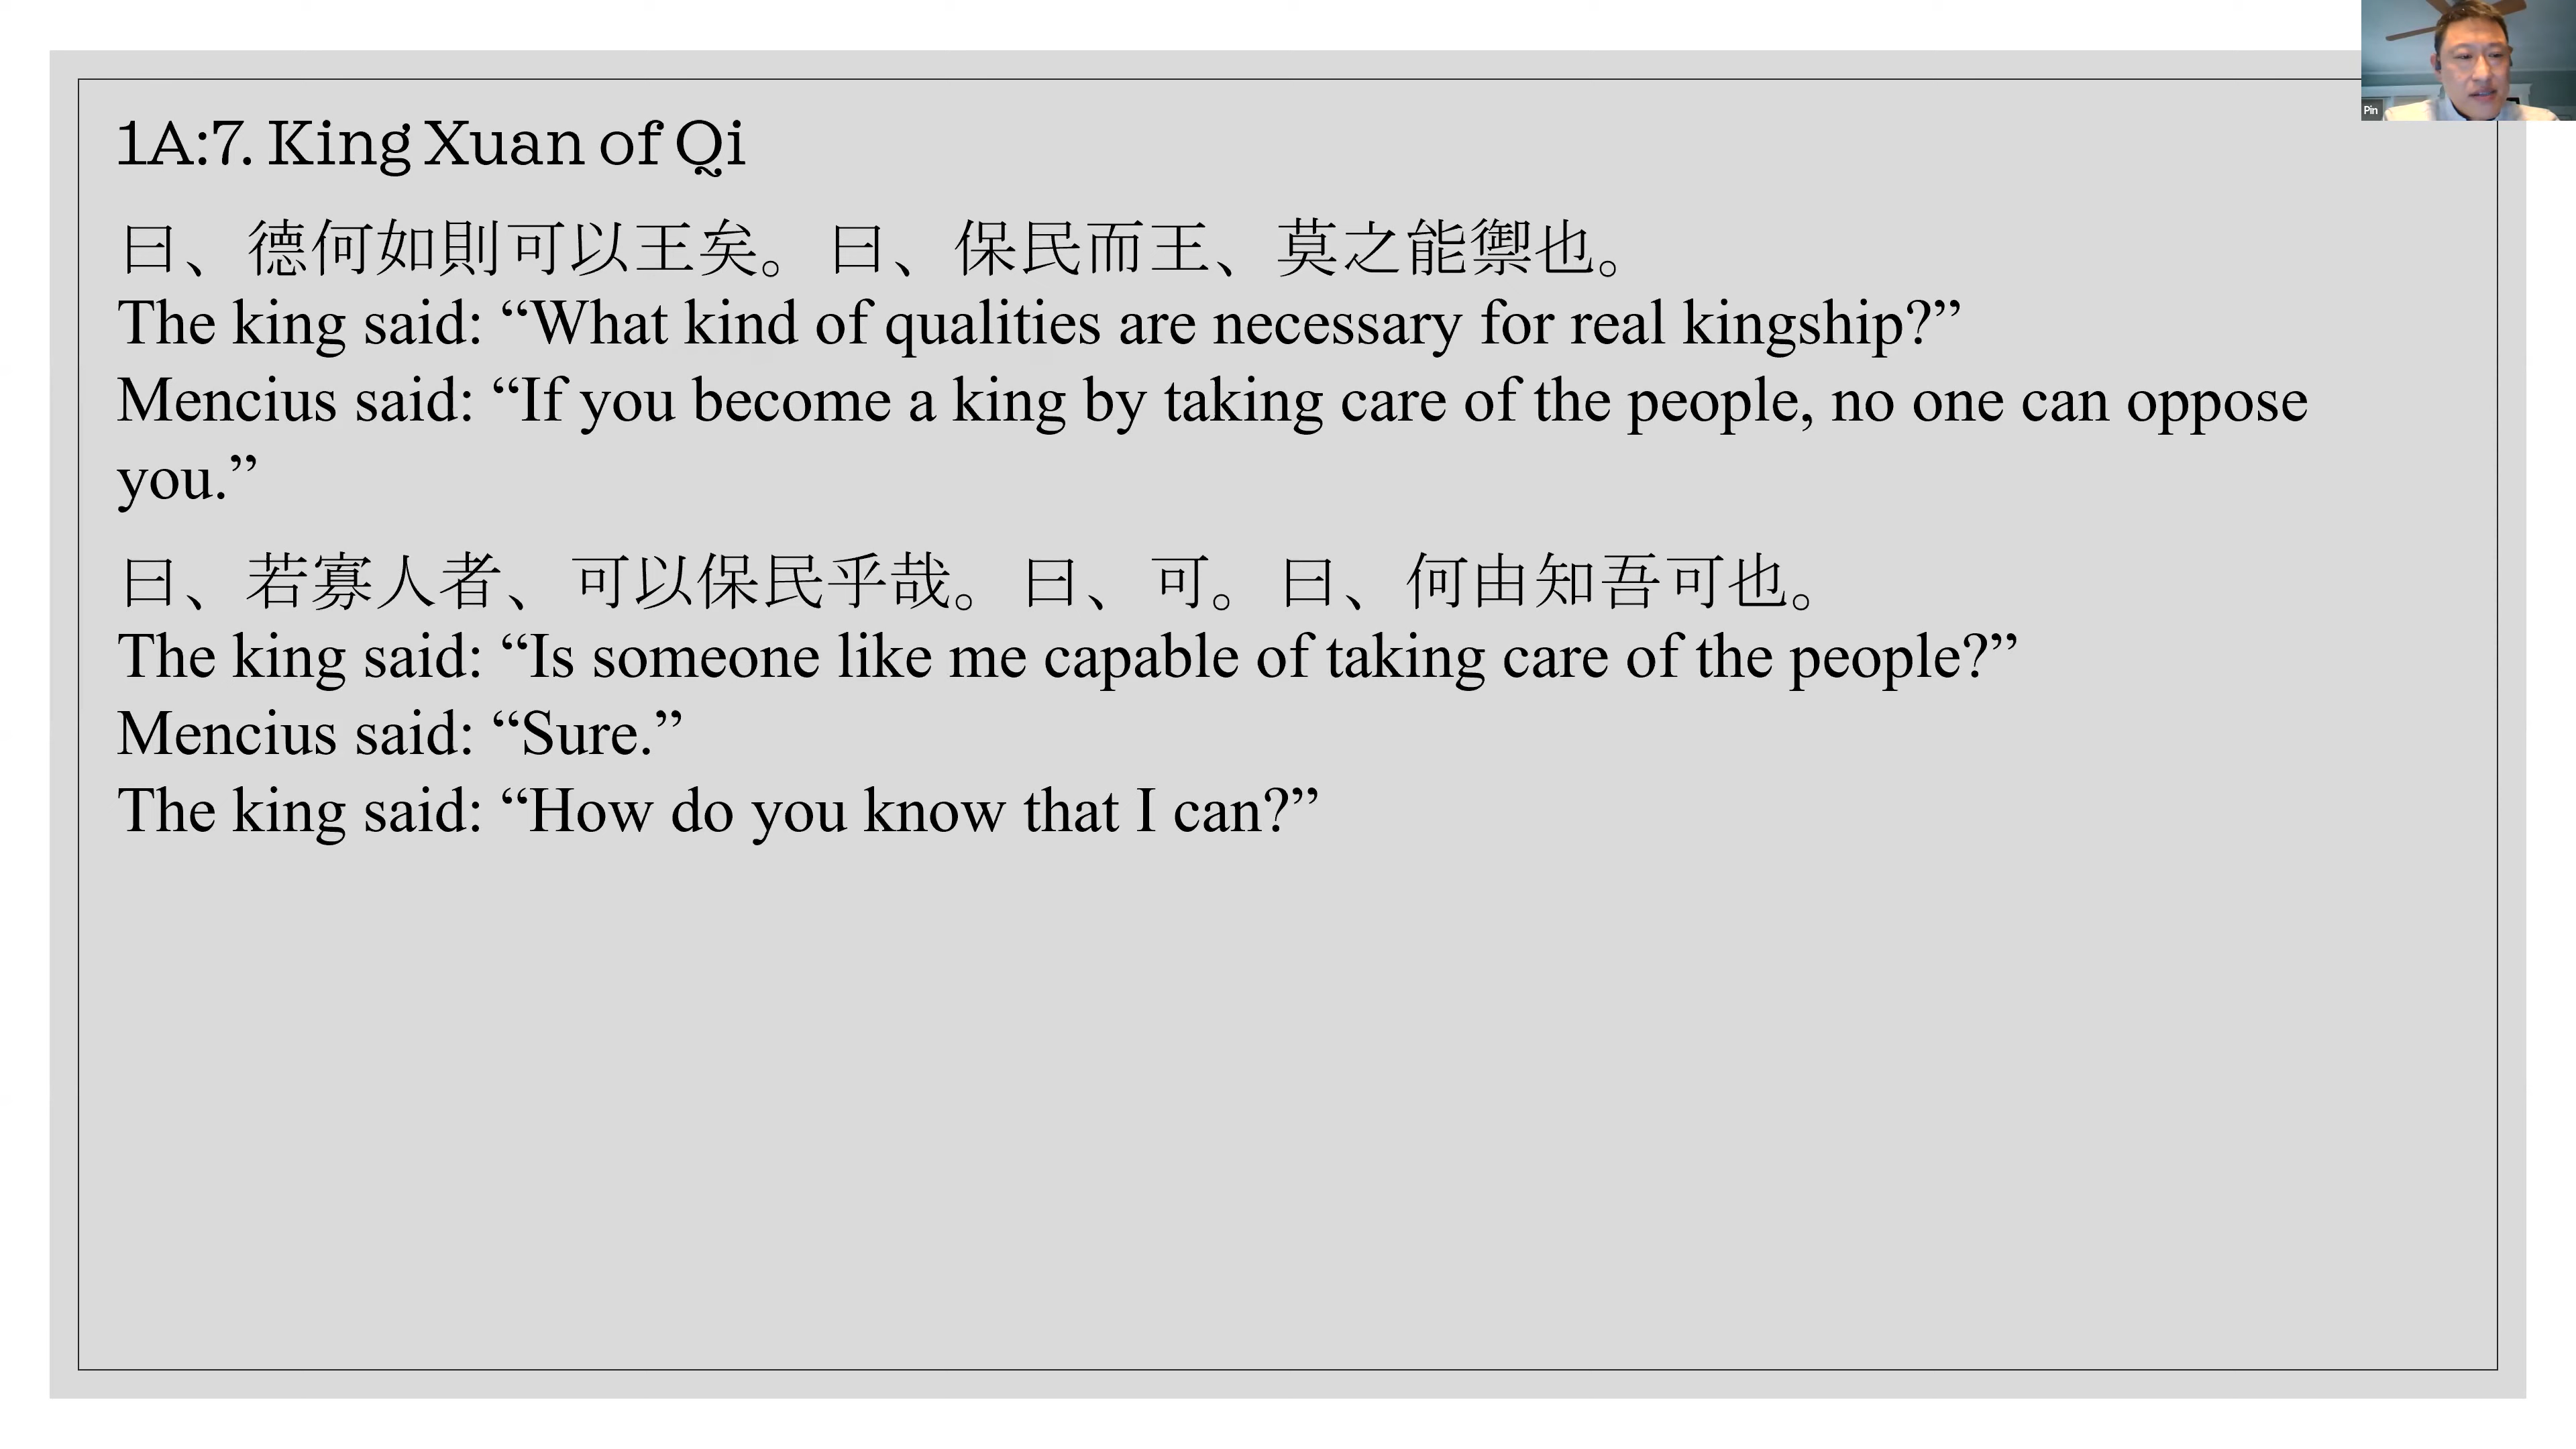 1A:7. King Xuan of Qi
曰、德何如則可以王矣。曰、保民而王、莫之能禦也。
The king said: “What kind of qualities are necessary for real kingship?”
Mencius said: “If you become a king by taking care of the people, no one can oppose
you.”
曰、若寡人者、可以保民乎哉。曰、可。曰、何由知吾可也。
The king said: “Is someone like me capable of taking care of the people?”
Mencius said: “Sure.”
The king said: “How do you know that I can?”
Pin